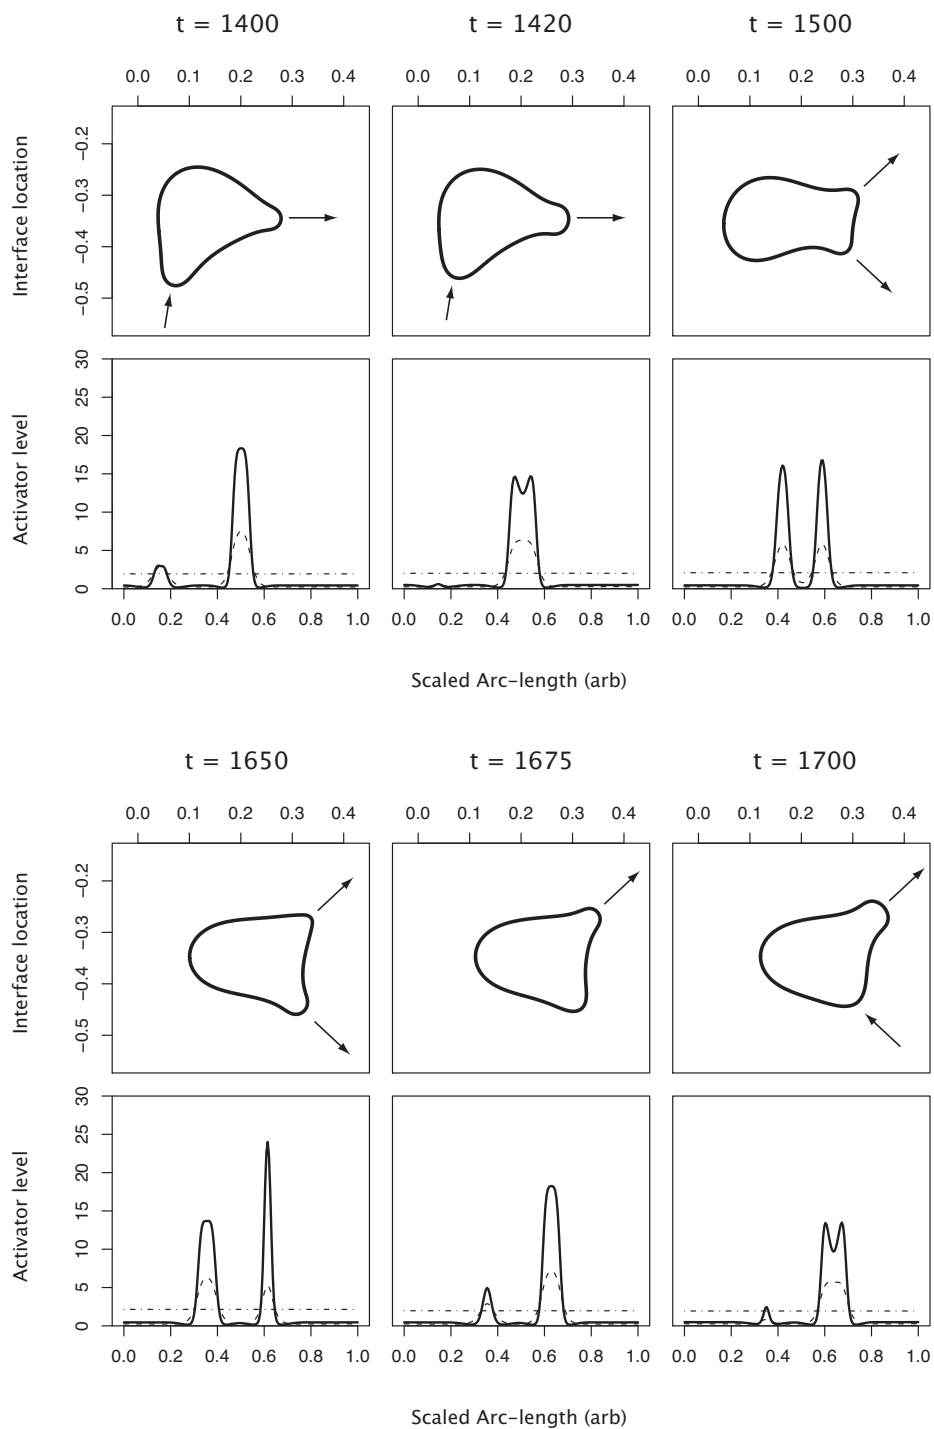 t = 1400 t = 1420 t = 1500
0.0 0.1 0.2 0.3 0.4 0.0 0.1 0.2 0.3 0.4 0.0 0.1 0.2 0.3 0.4
Interface location
−0.2
−0.3
−0.4
−0.5
Activator level
30
25
20
15
10
5
0
0.0 0.2 0.4 0.6 0.8 1.0 0.0 0.2 0.4 0.6 0.8 1.0 0.0 0.2 0.4 0.6 0.8 1.0
Scaled Arc−length (arb)
t = 1650 t = 1675 t = 1700
0.0 0.1 0.2 0.3 0.4 0.0 0.1 0.2 0.3 0.4 0.0 0.1 0.2 0.3 0.4
Interface location
−0.2
−0.3
−0.4
−0.5
Activator level
30
25
20
15
10
5
0
0.0 0.2 0.4 0.6 0.8 1.0 0.0 0.2 0.4 0.6 0.8 1.0 0.0 0.2 0.4 0.6 0.8 1.0
Scaled Arc−length (arb)